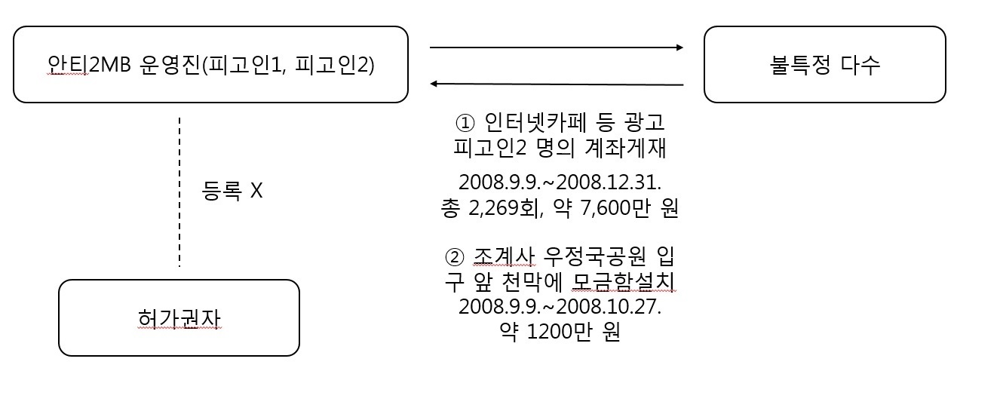 안티2MB 운영진(피고인1, 피고인2)
불특정 다수
① 인터넷카페 등 광고
피고인2 명의 계좌게재
2008.9.9.~2008.12.31.
총 2,269회, 약 7,600만 원
등록 X
② 조계사 우정국공원 입
구 앞 천막에 모금함설치
2008.9.9.~2008.10.27.
약 1200만 원
허가권자